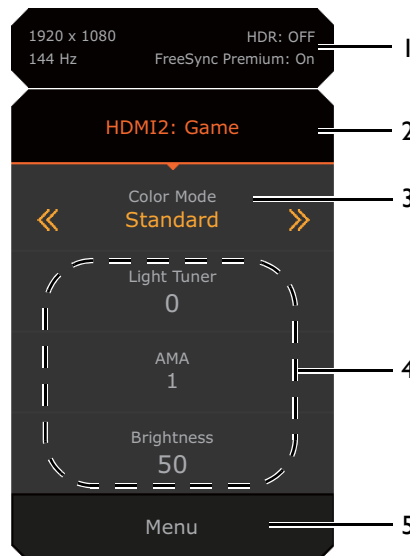 1920 x 1080 HDR: OFF
144 Hz FreeSync Premium: On
1
HDMI2: Game
2
Color Mode
Standard
3
Light Tuner
0
AMA
1
4
Brightness
50
Menu
5